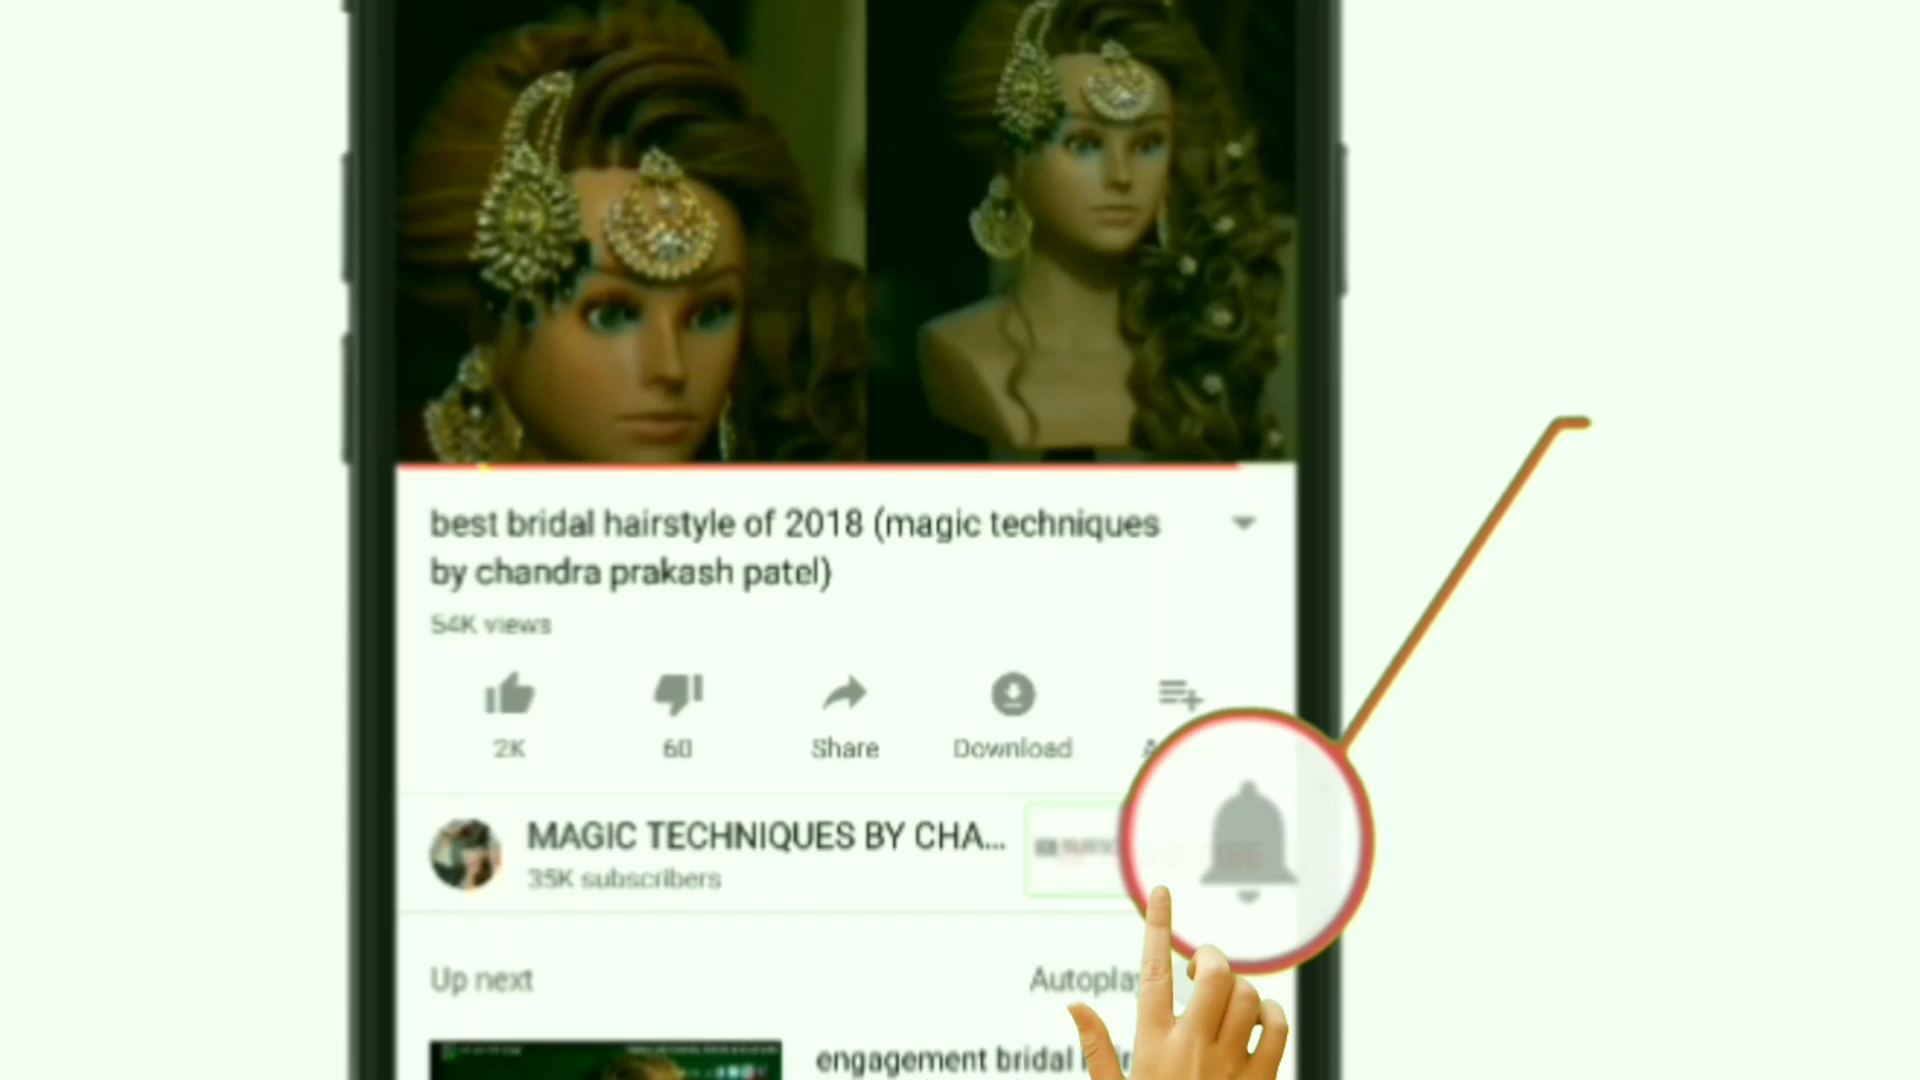 best bridal hairstyle of 2018 (magic techniques
by chandra prakash patel)
54K views
2K
60
Share
Download
MAGIC TECHNIQUES BY CHA...
35K subscribers
Up next
Autoplay
engagement bridal